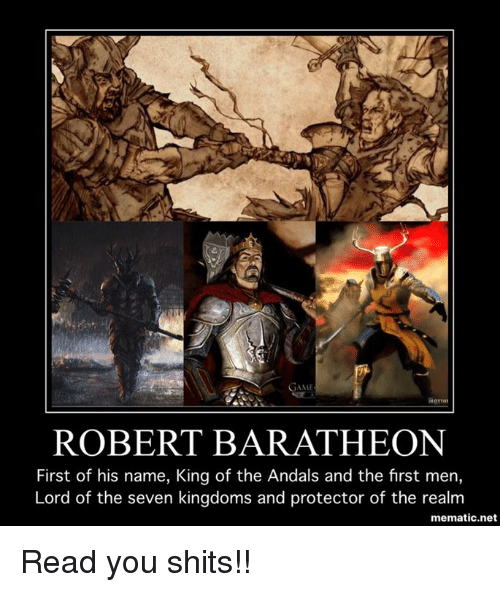 GAME
ROBERT BARATHEON
First of his name, King of the Andals and the first men,
Lord of the seven kingdoms and protector of the realm
mematic.net
Read you shits!!